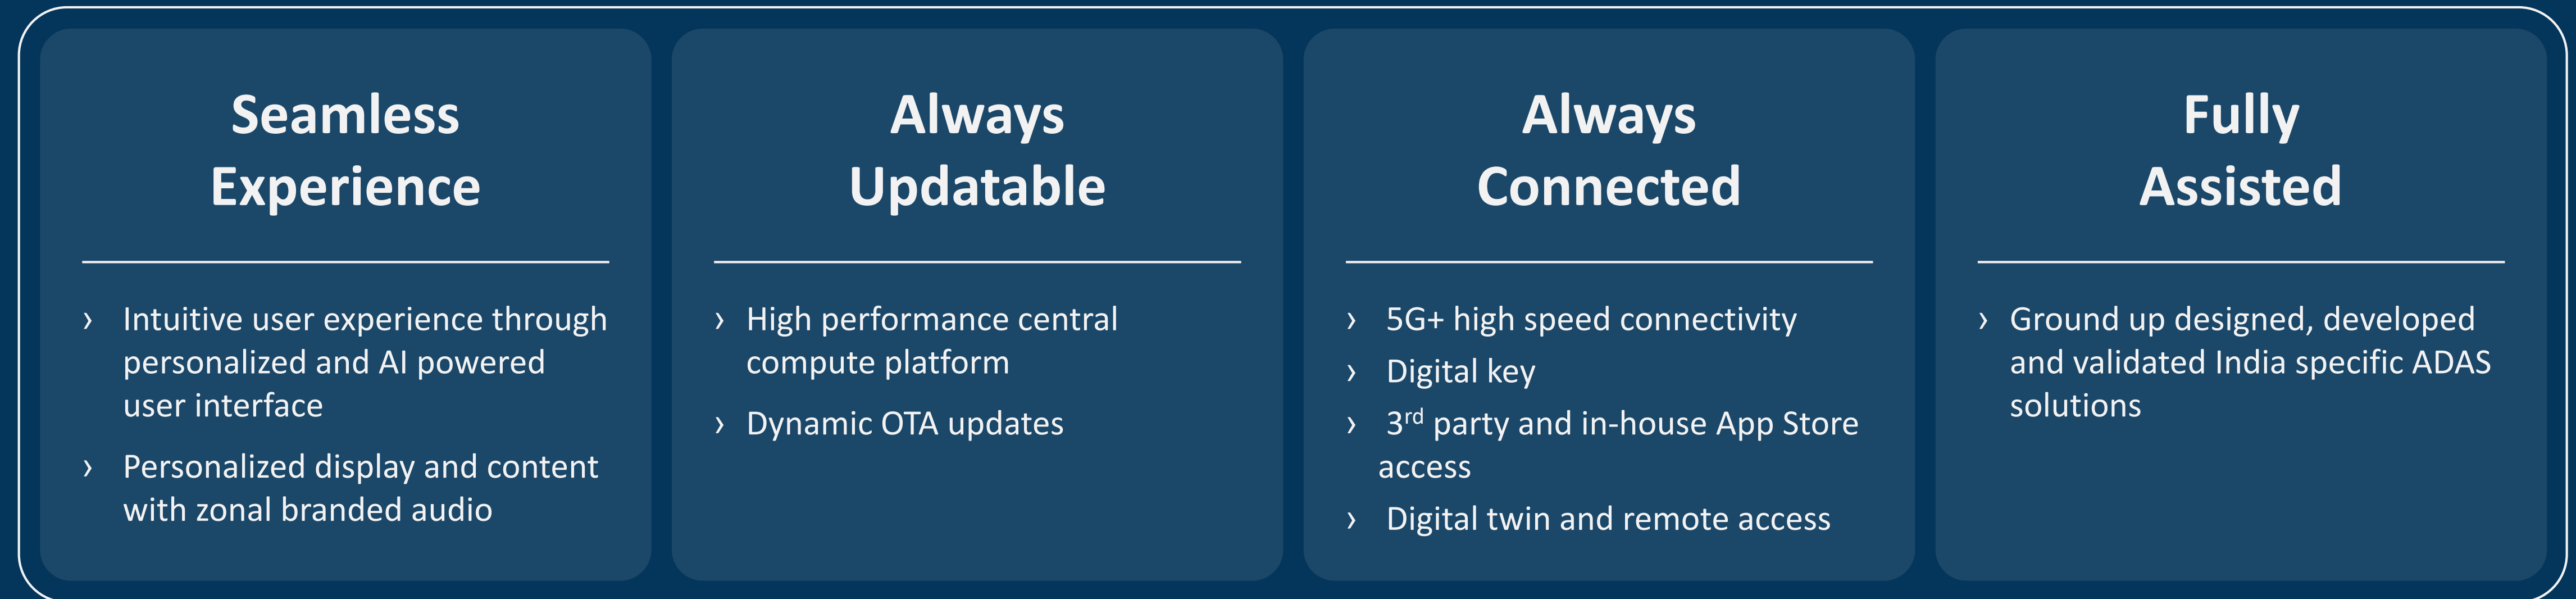 Seamless
Experience
› Intuitive user experience through
personalized and AI powered
user interface
› Personalized display and content
with zonal branded audio
Always
Updatable
› High performance central
compute platform
› Dynamic OTA updates
Always
Connected
› 5G+ high speed connectivity
› Digital key
› 3rd party and in-house App Store
access
› Digital twin and remote access
Fully
Assisted
› Ground up designed, developed
and validated India specific ADAS
solutions